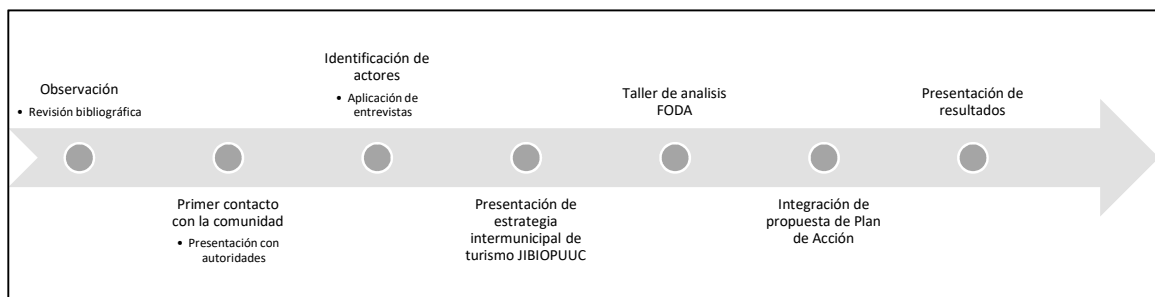 Observación
• Revisión bibliográfica
Primer contacto
con la comunidad
• Presentación con
autoridades
Identificación de
actores
• Aplicación de
entrevistas
Presentación de
estrategia
intermunicipal de
turismo JIBIOPUUC
Taller de analisis
FODA
Integración de
propuesta de Plan
de Acción
Presentación de
resultados